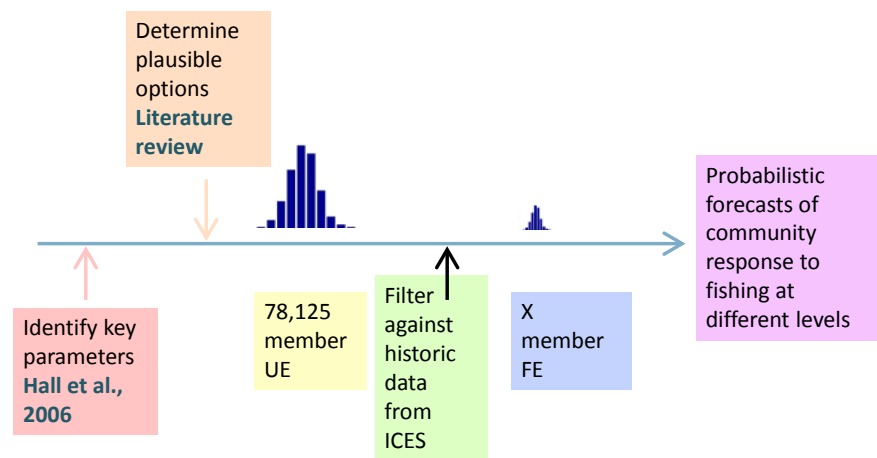 Determine
plausible
options
Literature
review
Identify key
parameters
Hall et al.,
2006
78,125
member
UE
Filter
against
historic
data
from
ICES
X
member
FE
Probabilistic
forecasts of
community
response to
fishing at
different levels